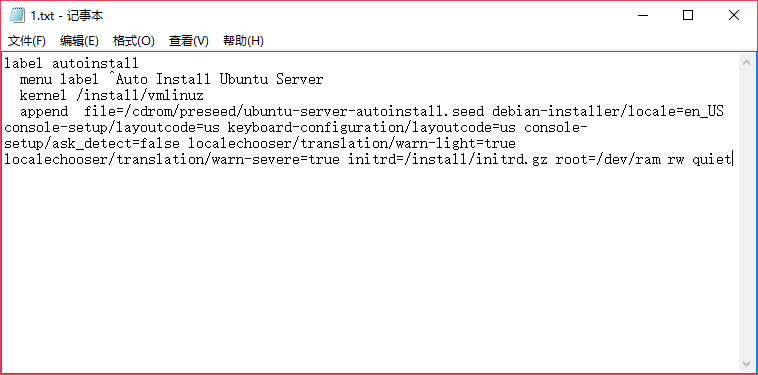 1.txt - 记事本
文件(F) 编辑(E) 格式(O) 查看(V) 帮助(H)
label autoinstall
  menu label ^Auto Install Ubuntu Server
  kernel /install/vmlinuz
  append  file=/cdrom/preseed/ubuntu-server-autoinstall.seed debian-installer/locale=en_US
console-setup/layoutcode=us keyboard-configuration/layoutcode=us console-
setup/ask_detect=false localechooser/translation/warn-light=true
localechooser/translation/warn-severe=true initrd=/install/initrd.gz root=/dev/ram rw quiet